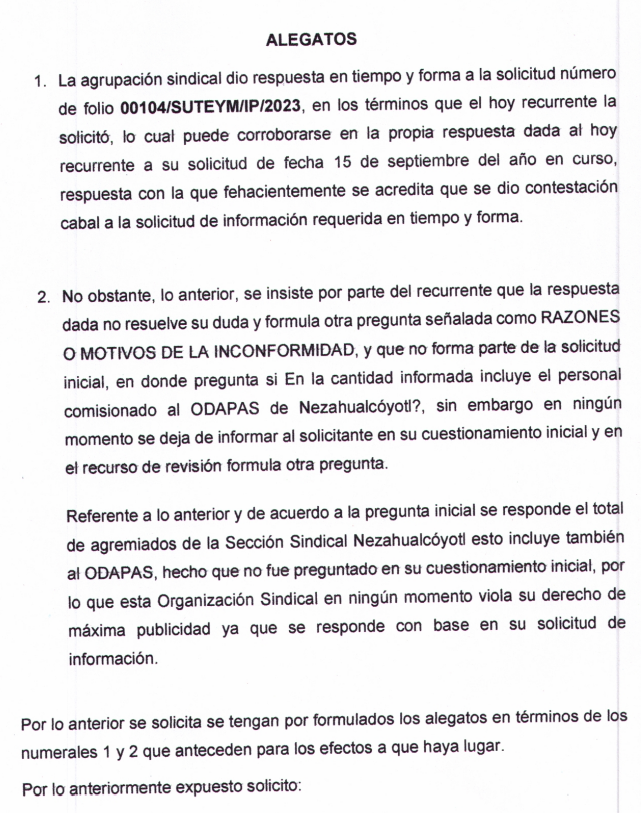 ALEGATOS
1. La agrupación sindical dio respuesta en tiempo y forma a la solicitud número
de folio 00104/SUTEYM/IP/2023, en los términos que el hoy recurrente la
solicitó, lo cual puede corroborarse en la propia respuesta dada al hoy
recurrente a su solicitud de fecha 15 de septiembre del año en curso,
respuesta con la que fehacientemente se acredita que se dio contestación
cabal a la solicitud de información requerida en tiempo y forma.
2. No obstante, lo anterior, se insiste por parte del recurrente que la respuesta
dada no resuelve su duda y formula otra pregunta señalada como RAZONES
O MOTIVOS DE LA INCONFORMIDAD, y que no forma parte de la solicitud
inicial, en donde pregunta si En la cantidad informada incluye el personal
comisionado al ODAPAS de Nezahualcóyotl?, sin embargo en ningún
momento se deja de informar al solicitante en su cuestionamiento inicial y en
el recurso de revisión formula otra pregunta.
Referente a lo anterior y de acuerdo a la pregunta inicial se responde el total
de agremiados de la Sección Sindical Nezahualcóyotl esto incluye también
al ODAPAS, hecho que no fue preguntado en su cuestionamiento inicial, por
lo que esta Organización Sindical en ningún momento viola su derecho de
máxima publicidad ya que se responde con base en su solicitud de
información.
Por lo anterior se solicita se tengan por formulados los alegatos en términos de los
numerales 1 y 2 que anteceden para los efectos a que haya lugar.
Por lo anteriormente expuesto solicito: